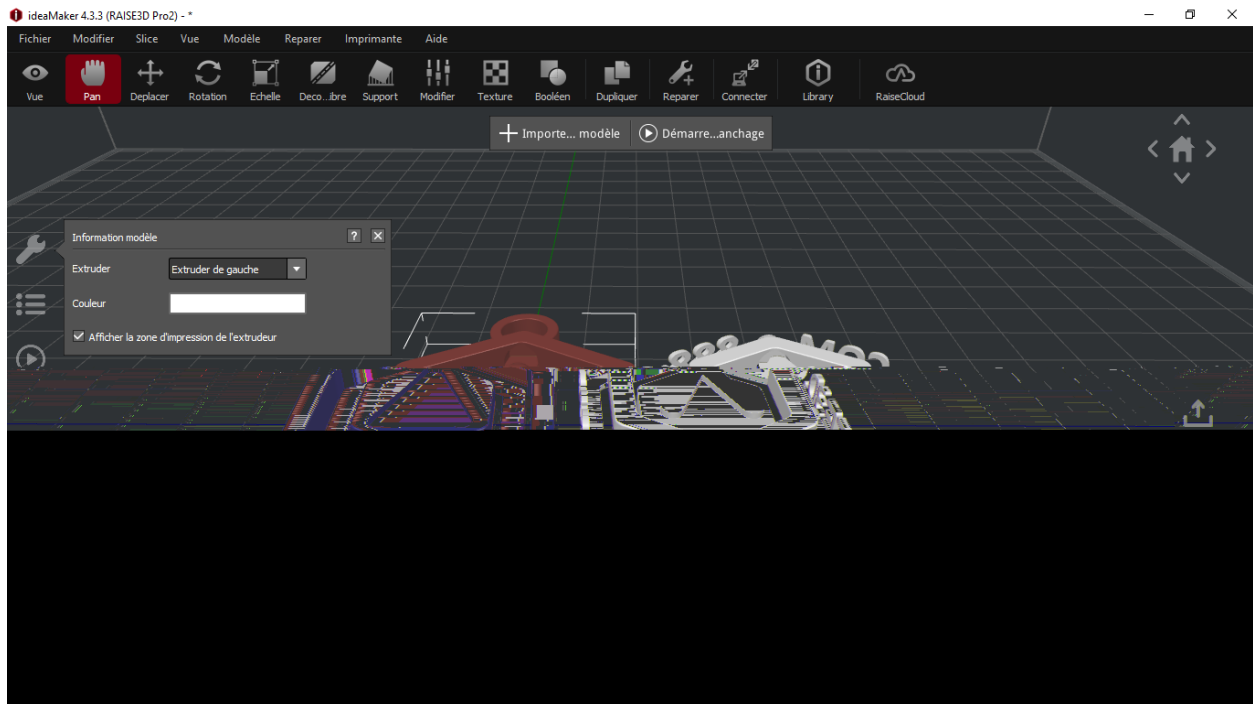 ideaMaker 4.3.3 (RAISE3D Pro2) - *
Fichier Modifier Slice Vue Modèle Reparer Imprimante Aide
Vue Pan Deplacer Rotation Echelle Deco...ibre Support Modifier Texture Booléen Dupliquer Reparer Connecter Library RaiseCloud
Importe... modèle Démarre...anchage
Information modèle ? X
Extruder Extruder de gauche
Couleur
Afficher la zone d'impression de l'extrudeur